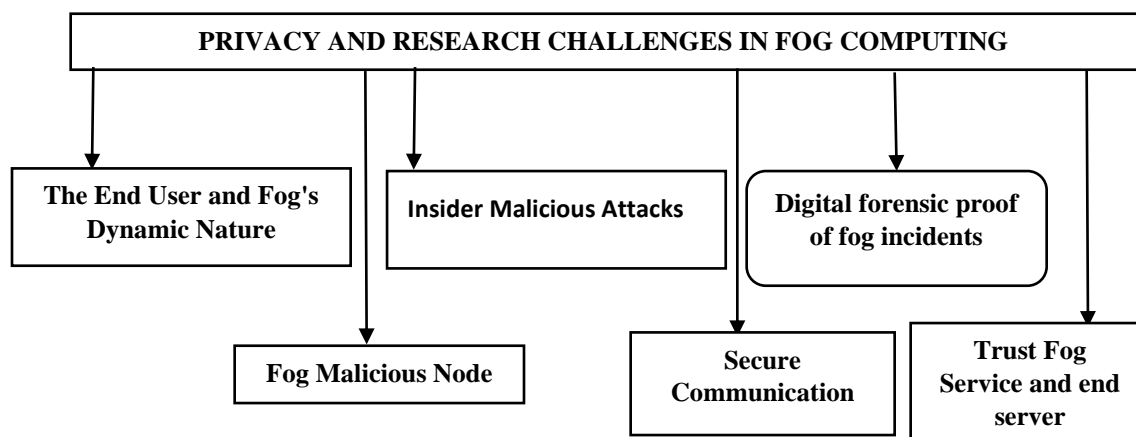 PRIVACY AND RESEARCH CHALLENGES IN FOG COMPUTING
The End User and Fog's
Dynamic Nature
Insider Malicious Attacks
Digital forensic proof
of fog incidents
Fog Malicious Node
Secure
Communication
Trust Fog
Service and end
server